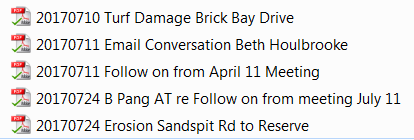 20170710 Turf Damage Brick Bay Drive
20170711 Email Conversation Beth Houlbrooke
20170711 Follow on from April 11 Meeting
20170724 B Pang AT re Follow on from meeting July 11
20170724 Erosion Sandspit Rd to Reserve